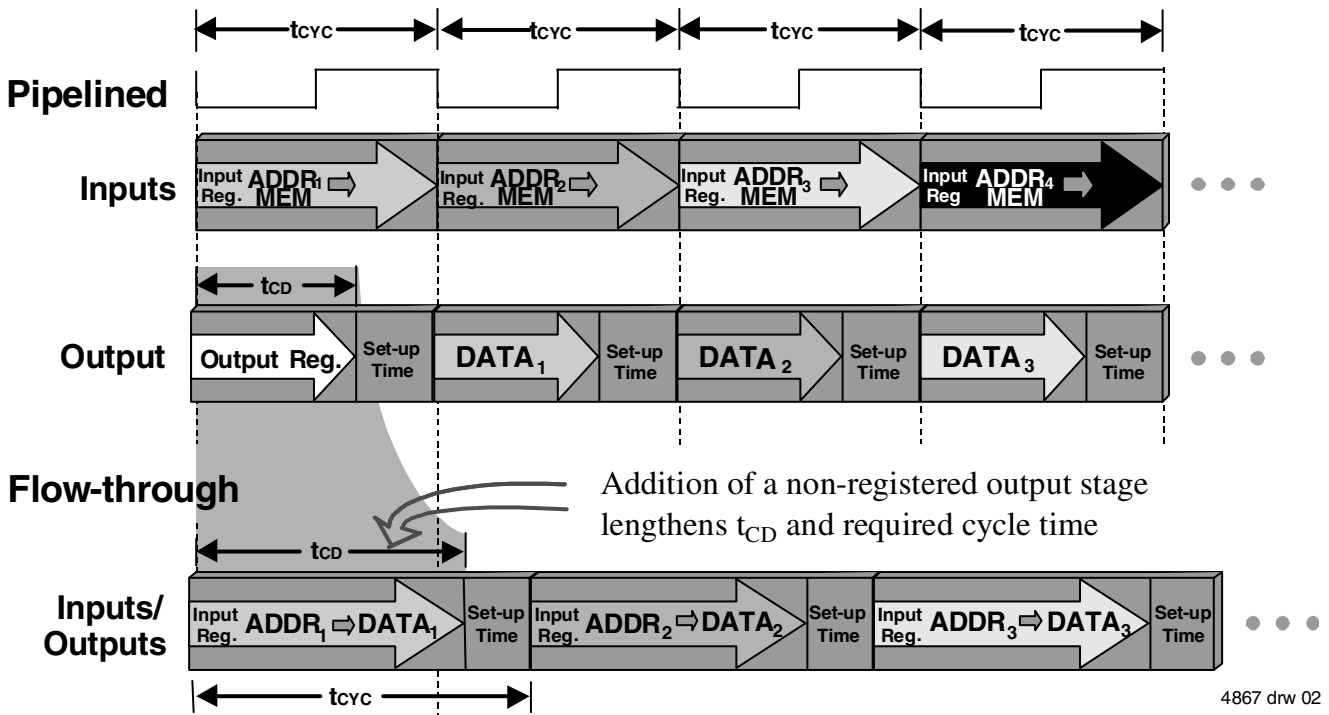 tCYC tCYC tCYC tCYC
Pipelined
Inputs
Input Reg. ADDR1 MEM
Input Reg. ADDR2 MEM
Input Reg. ADDR3 MEM
Input Reg ADDR4 MEM
tCD
Output
Output Reg.
Set-up Time
DATA1
Set-up Time
DATA2
Set-up Time
DATA3
Set-up Time
Flow-through
Addition of a non-registered output stage
lengthens tCD and required cycle time
tCD
Inputs/
Outputs
Input Reg. ADDR1 DATA1
Set-up Time
Input Reg. ADDR2 DATA2
Set-up Time
Input Reg. ADDR3 DATA3
Set-up Time
tCYC
4867 drw 02